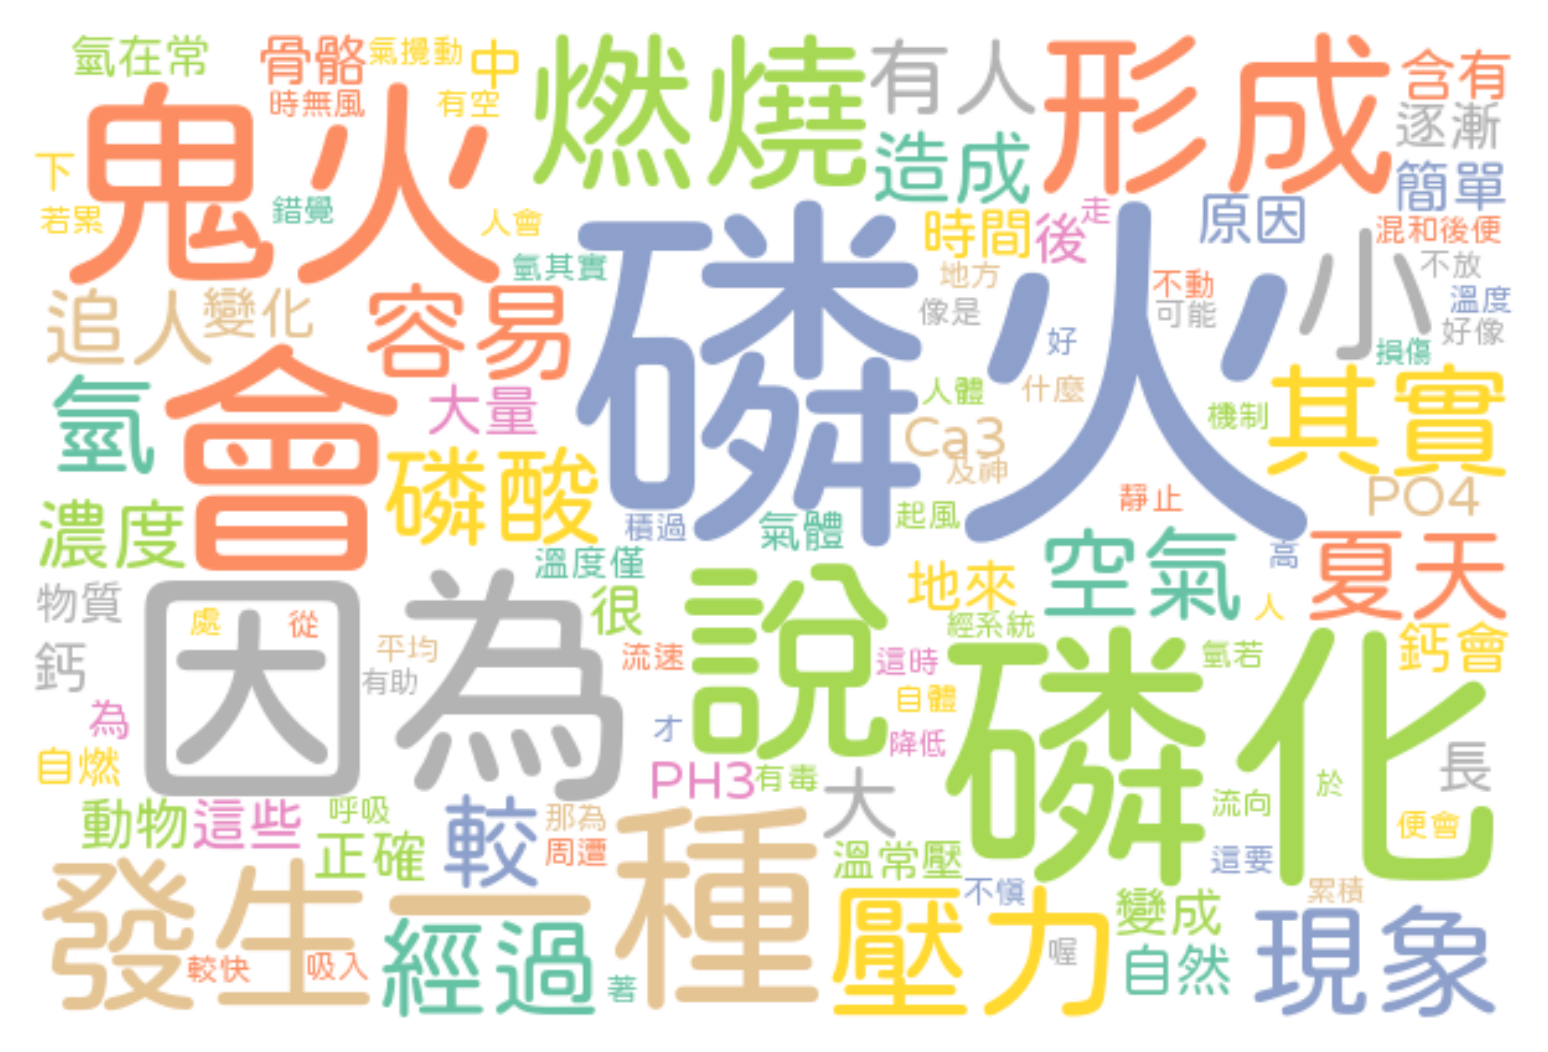 氫在常
骨骼
氣攪動
中
燃燒
有人
形成
含有
時無風
有空
鬼火
逐漸
造成
下
簡單
若累
錯覺
人會
磷火
時間
後
走
原因
混和後便
小
氫其實
地方
不動
不放
追人
變化
容易
像是
可能
溫度
好像
好
損傷
會
氫
大量
人體
什麼
機制
其實
Ca3
及神
磷酸
PO4
濃度
積過
氣體
起風
靜止
空氣
高
夏天
溫度僅
物質
因為
處
從
很
說
地來
人
經系統
平均
流速
這時
磷化
氫若
鈣會
鈣
有助
為
才
自體
降低
自燃
PH3
有毒
大
長
動物
這些
呼吸
正確
較
那為
周遭
一種
流向
於
便會
溫常壓
這要
發生
壓力
不慎
變成
累積
現象
較快
吸入
經過
著
喔
自然